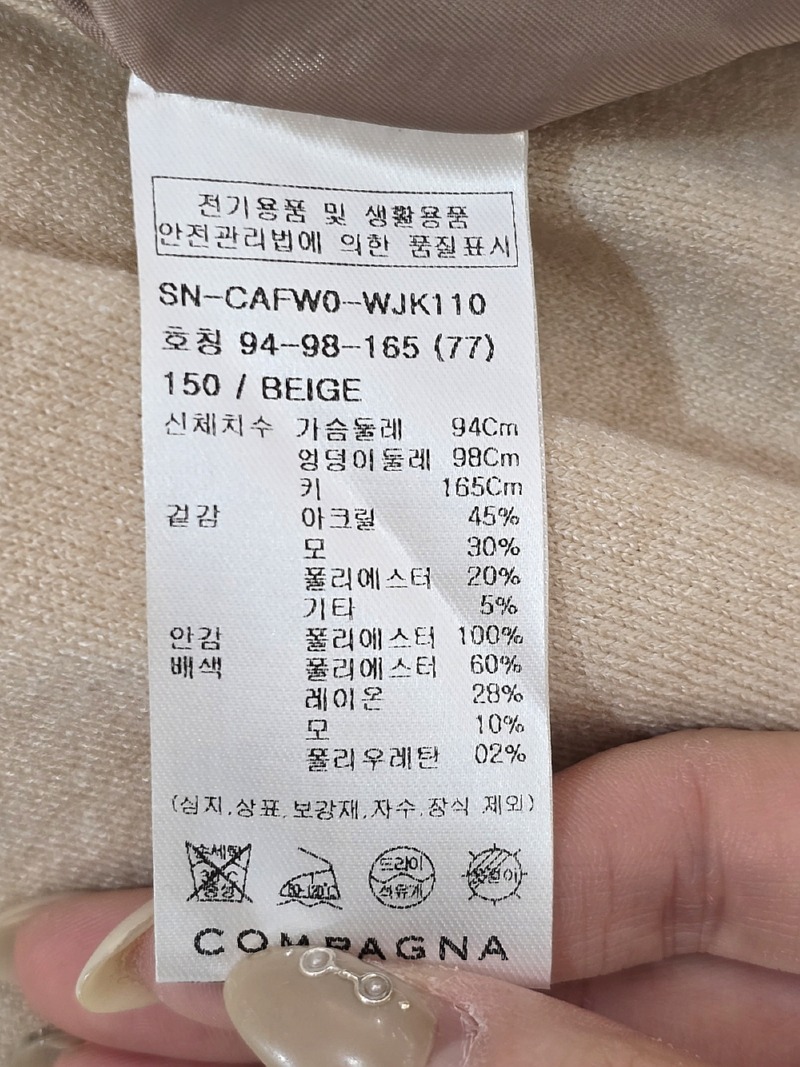 전기용품 및 생활용품
안전관리법에 의한 품질표시
SN-CAFW0-WJK110
호칭 94-98-165 (77)
150 / BEIGE
신체치수 가슴둘레 94Cm
엉덩이둘레 98Cm
키 165Cm
겉감 아크릴 45%
모 30%
폴리에스터 20%
기타 5%
안감 폴리에스터 100%
배색 폴리에스터 60%
레이온 28%
모 10%
폴리우레탄 02%
(심지,상표,보강재,자수,장식 제외)
손세탁 드라이
중성 석유계
COMPAGNA